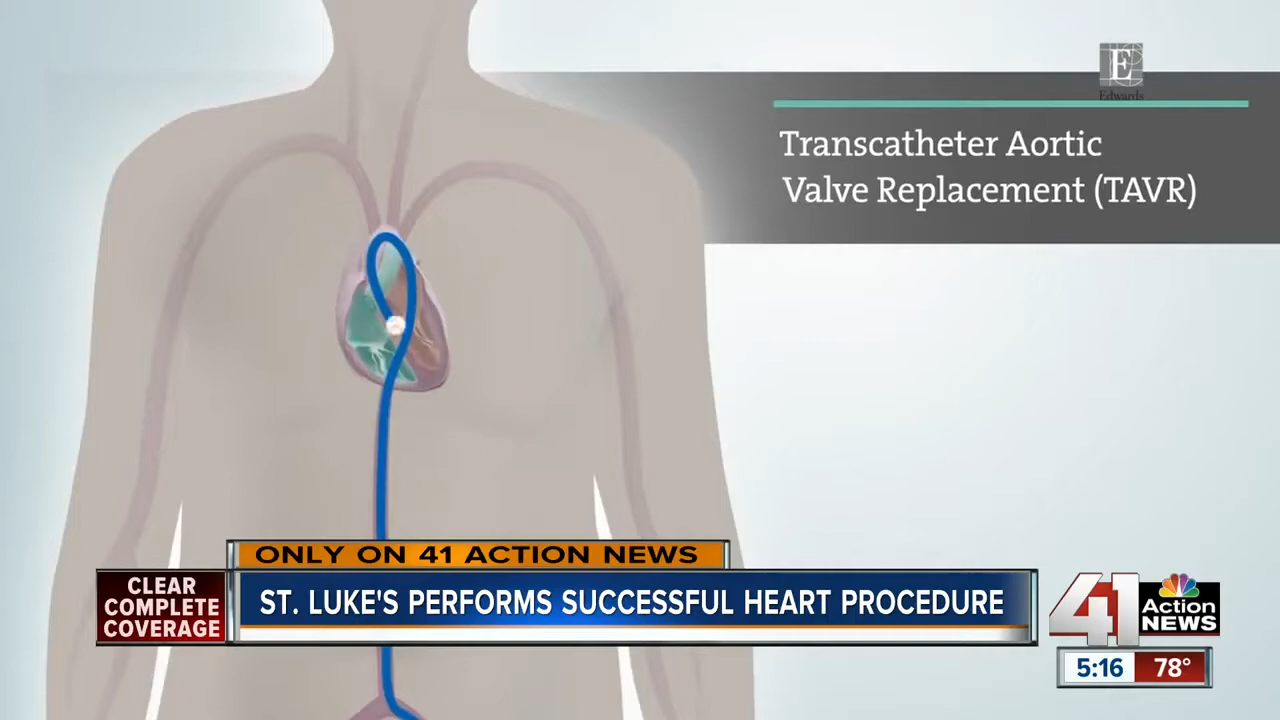 E
Edwards
Transcatheter Aortic
Valve Replacement (TAVR)
ONLY ON 41 ACTION NEWS
CLEAR
COMPLETE
COVERAGE
ST. LUKE'S PERFORMS SUCCESSFUL HEART PROCEDURE
41
Action
NEWS
5:16 78°